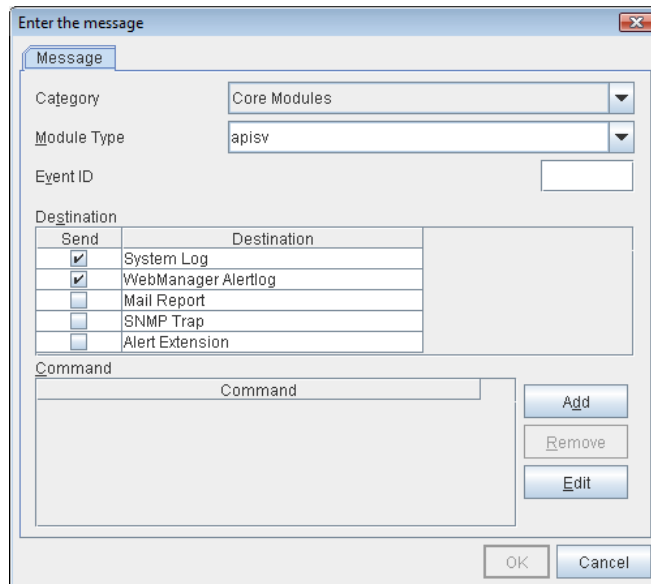 Enter the message
Message
Category Core Modules
Module Type apisv
Event ID
Destination
Send Destination
System Log
WebManager Alertlog
Mail Report
SNMP Trap
Alert Extension
Command
Command
Add
Remove
Edit
OK Cancel